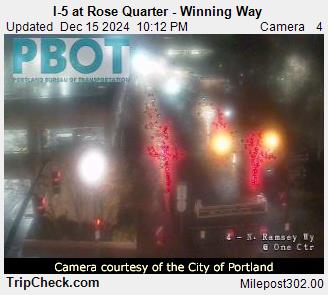 I-5 at Rose Quarter - Winning Way
Updated Dec 15 2024 10:12 PM Camera 4
PBOT
PORTLAND BUREAU OF TRANSPORTATION
4 - N. Ramsey Wy
@ One Ctr
Camera courtesy of the City of Portland
TripCheck.com Milepost302.00